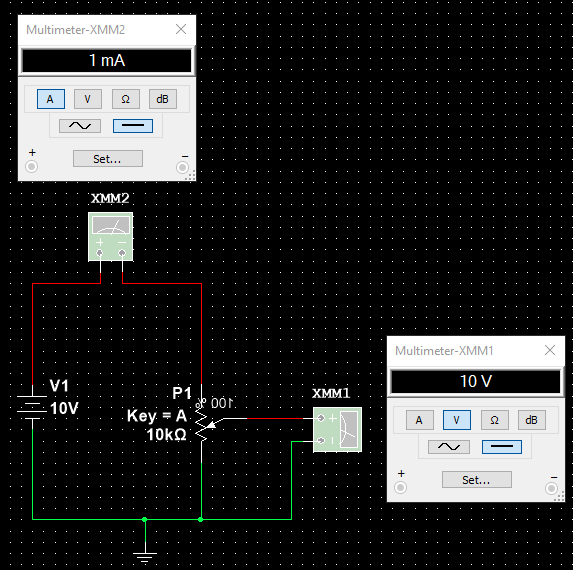 Multimeter-XMM2
1 mA
A V Ω dB
+ Set... −
XMM2
+ −
V1
10V
P1
100 %
Key = A
10kΩ
XMM1
+
−
Multimeter-XMM1
10 V
A V Ω dB
+ Set... −